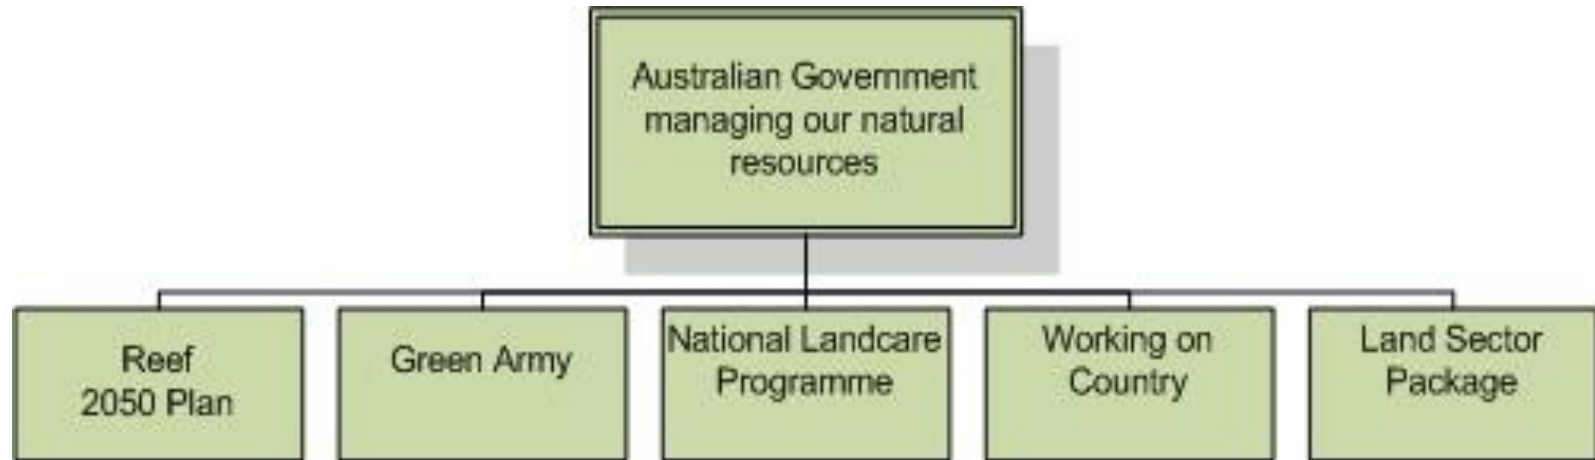 Australian Government
managing our natural
resources
Reef
2050 Plan
Green Army
National Landcare
Programme
Working on
Country
Land Sector
Package